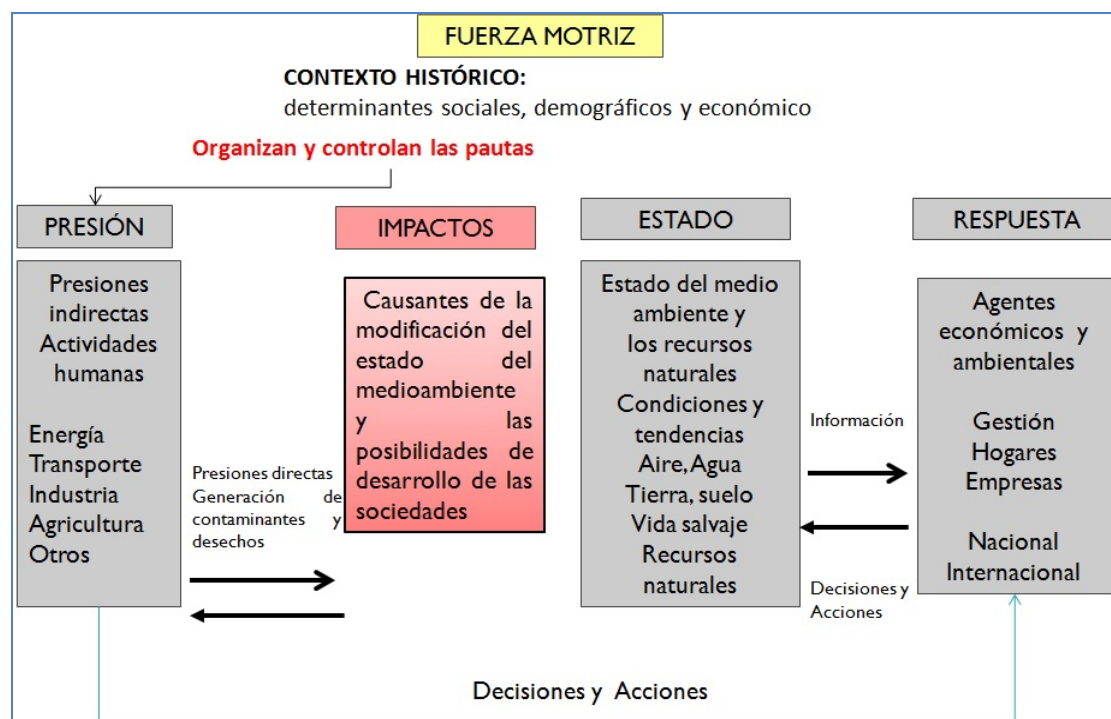 FUERZA MOTRIZ
CONTEXTO HISTÓRICO:
determinantes sociales, demográficos y económico
Organizan y controlan las pautas
PRESIÓN
Presiones
indirectas
Actividades
humanas
Energía
Transporte
Industria
Agricultura
Otros
Presiones directas
Generación de
contaminantes y
desechos
IMPACTOS
Causantes de la
modificación del
estado del
medioambiente
y las
posibilidades de
desarrollo de las
sociedades
ESTADO
Estado del medio
ambiente y
los recursos
naturales
Condiciones y
tendencias
Aire, Agua
Tierra, suelo
Vida salvaje
Recursos
naturales
Información
Decisiones y
Acciones
RESPUESTA
Agentes
económicos y
ambientales
Gestión
Hogares
Empresas
Nacional
Internacional
Decisiones y Acciones